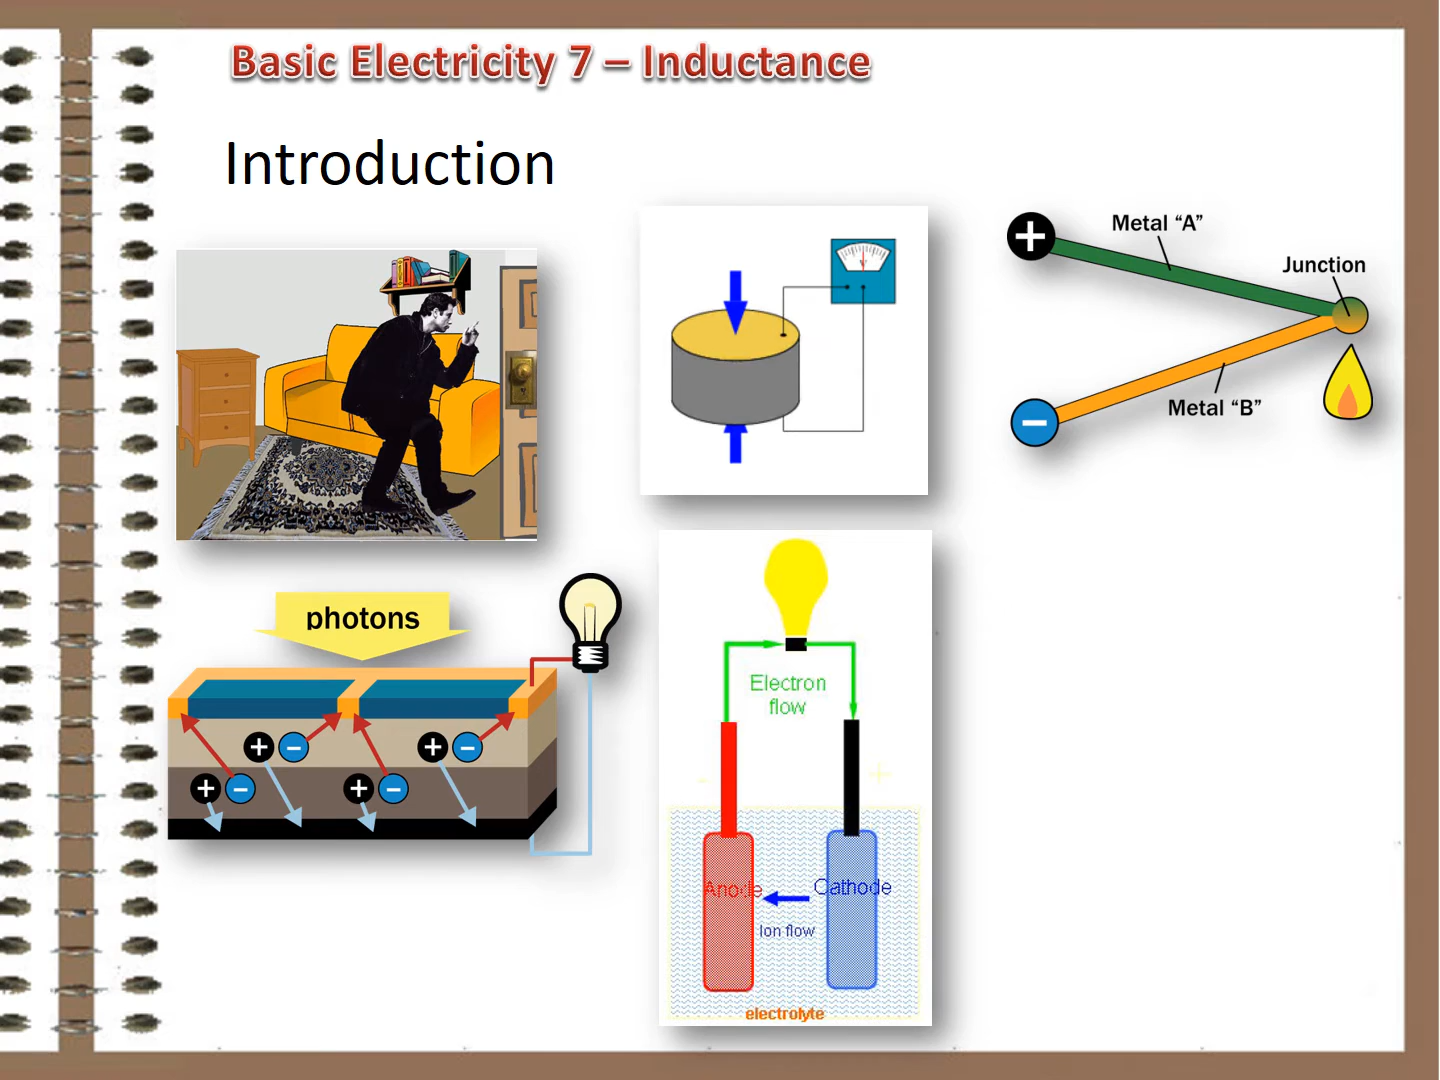 Basic Electricity 7 – Inductance
Introduction
Metal “A”
Junction
Metal “B”
photons
Electron
flow
Anode
Cathode
Ion flow
electrolyte